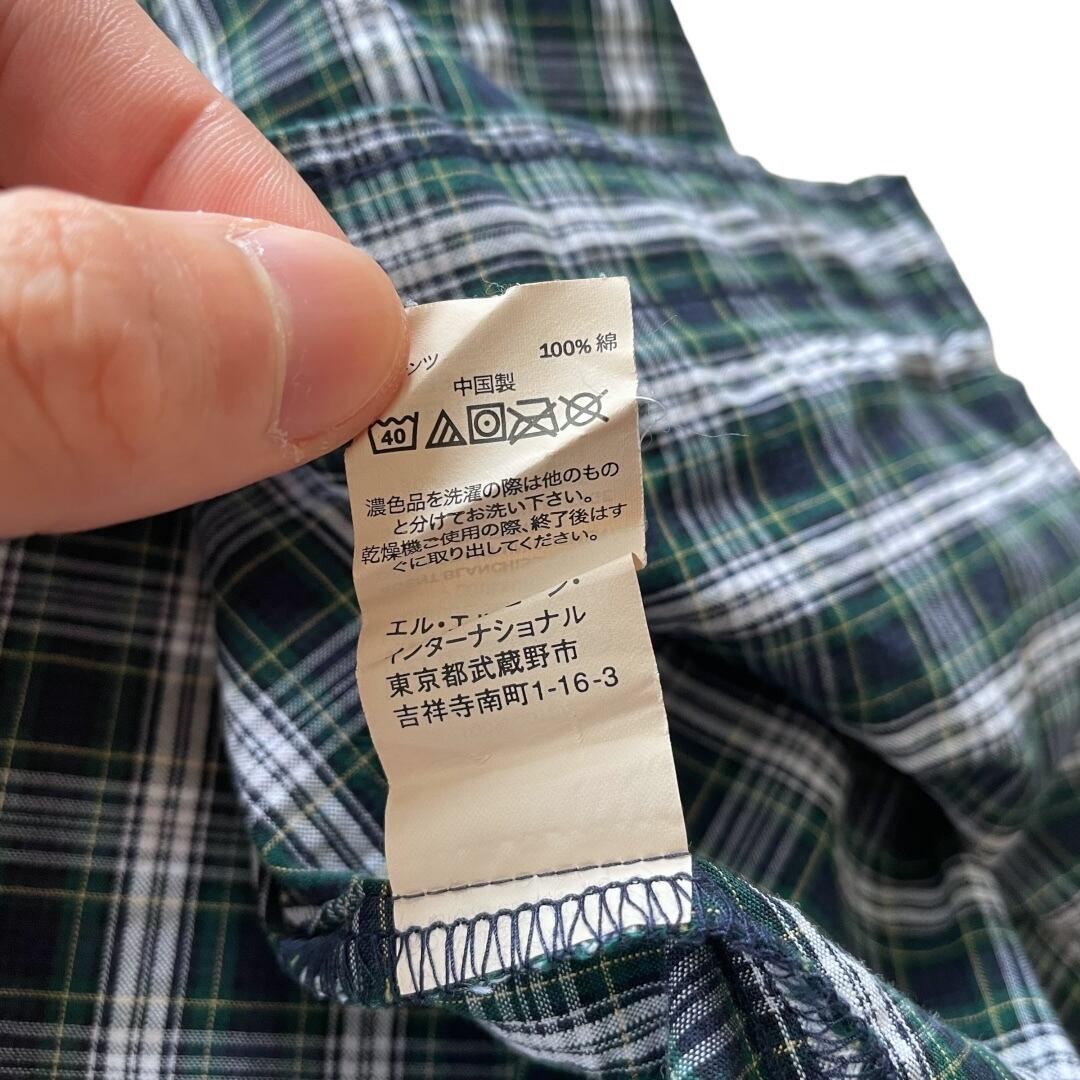 ンツ 100% 綿
中国製
40
濃色品を洗濯の際は他のもの
と分けてお洗い下さい。
乾燥機ご使用の際、終了後はす
ぐに取り出してください。
エル・
ィンターナショナル
東京都武蔵野市
吉祥寺南町1-16-3